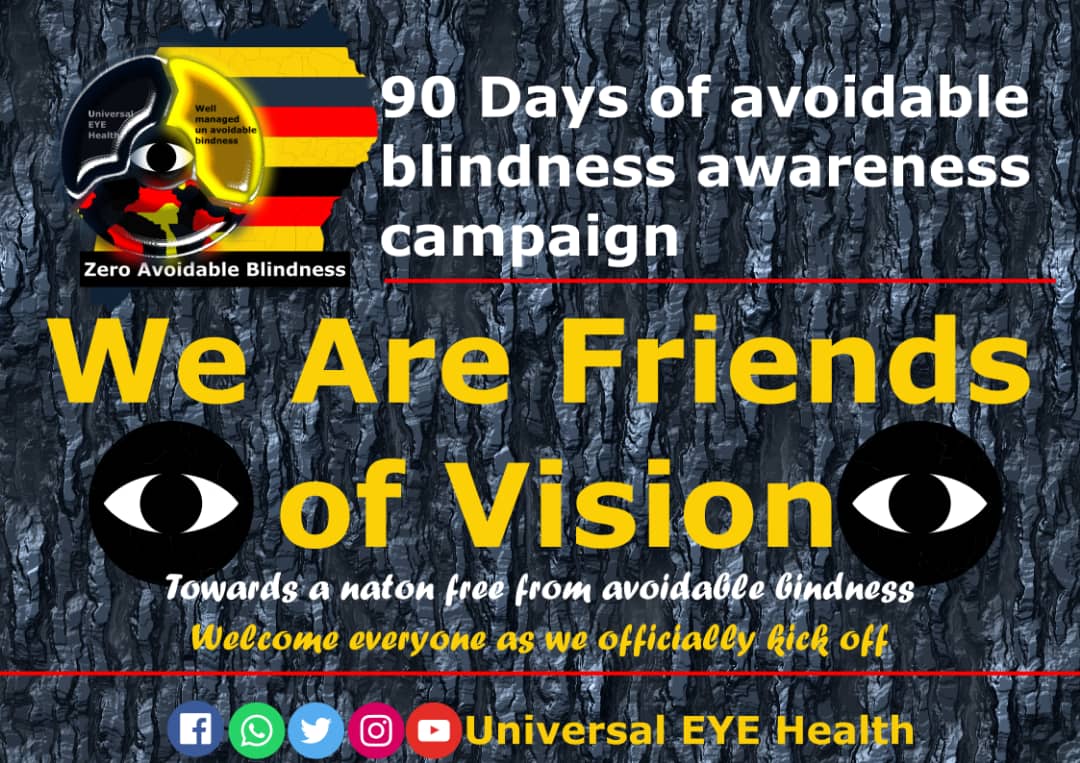 Universal
EYE
Health
Well
managed
un avoidable
bindness
Zero Avoidable Blindness
90 Days of avoidable
blindness awareness
campaign
We Are Friends
of Vision
Towards a naton free from avoidable bindness
Welcome everyone as we officially kick off
Universal EYE Health